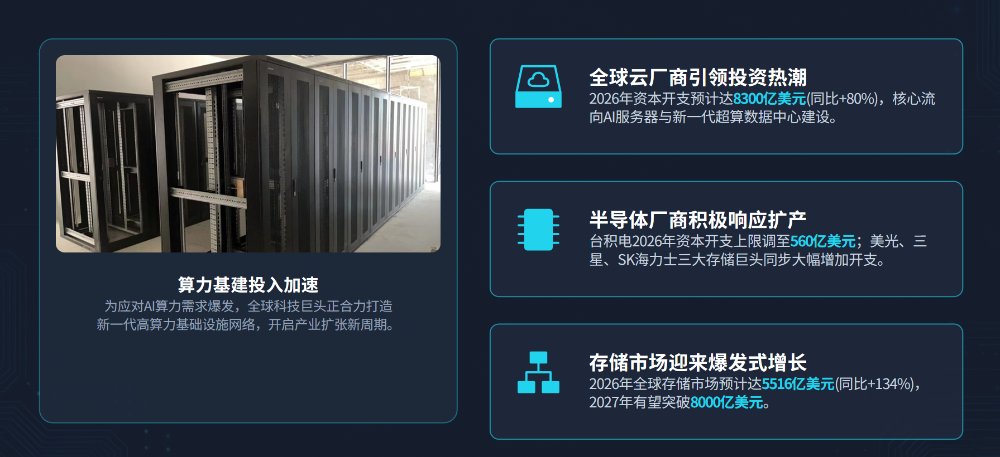 算力基建投入加速
为应对AI算力需求爆发，全球科技巨头正合力打造
新一代高算力基础设施网络，开启产业扩张新周期。
全球云厂商引领投资热潮
2026年资本开支预计达8300亿美元(同比+80%)，核心流
向AI服务器与新一代超算数据中心建设。
半导体厂商积极响应扩产
台积电2026年资本开支上限调至560亿美元；美光、三
星、SK海力士三大存储巨头同步大幅增加开支。
存储市场迎来爆发式增长
2026年全球存储市场预计达5516亿美元(同比+134%)，
2027年有望突破8000亿美元。